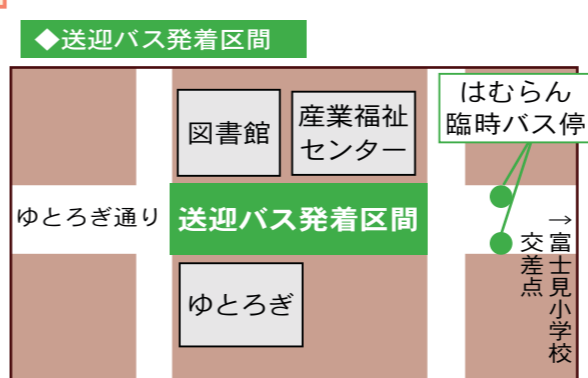 ◆送迎バス発着区間
図書館
産業福祉
センター
はむらん
臨時バス停
ゆとろぎ通り
送迎バス発着区間
ゆとろぎ
→富士見小学校
交差点